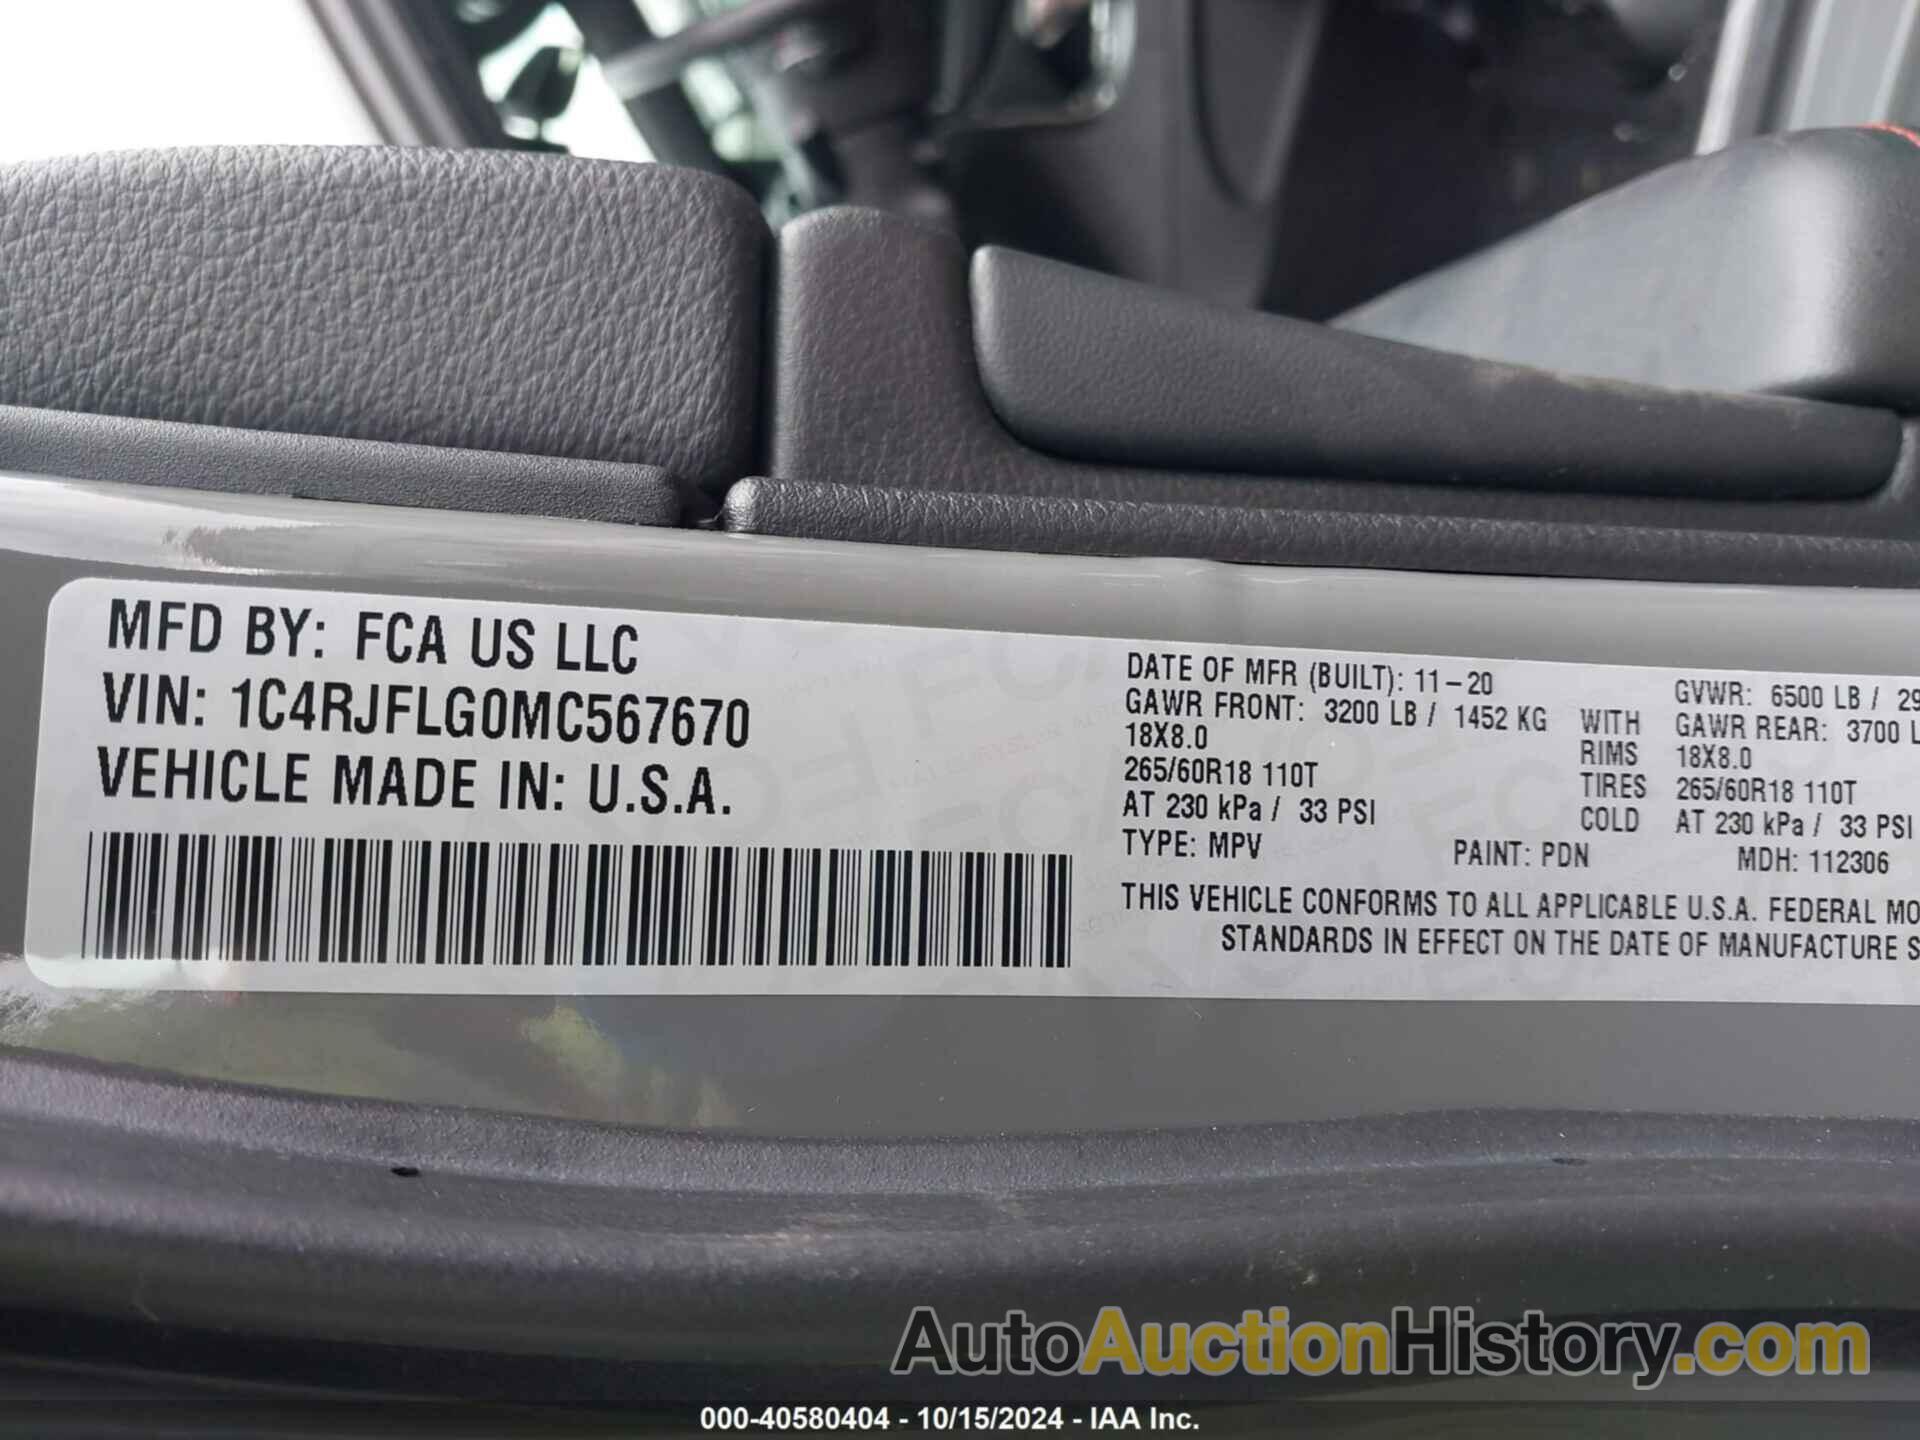 MFD BY: FCA US LLC
VIN: 1C4RJFLG0MC567670
VEHICLE MADE IN: U.S.A.
DATE OF MFR (BUILT): 11-20
GVWR: 6500 LB / 29
GAWR FRONT: 3200 LB / 1452 KG WITH GAWR REAR: 3700 L
18X8.0 RIMS 18X8.0
265/60R18 110T TIRES 265/60R18 110T
AT 230 kPa / 33 PSI COLD AT 230 kPa / 33 PSI
TYPE: MPV PAINT: PDN MDH: 112306
THIS VEHICLE CONFORMS TO ALL APPLICABLE U.S.A. FEDERAL MO
STANDARDS IN EFFECT ON THE DATE OF MANUFACTURE S
AutoAuctionHistory.com
000-40580404 - 10/15/2024 - IAA Inc.